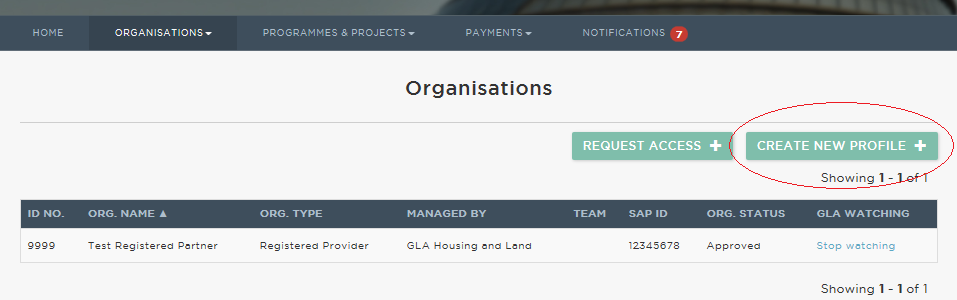 HOME ORGANISATIONS PROGRAMMES & PROJECTS PAYMENTS NOTIFICATIONS 7
Organisations
REQUEST ACCESS + CREATE NEW PROFILE +
Showing 1 - 1 of 1
ID NO. ORG. NAME ▲ ORG. TYPE MANAGED BY TEAM SAP ID ORG. STATUS GLA WATCHING
9999 Test Registered Partner Registered Provider GLA Housing and Land 12345678 Approved Stop watching
Showing 1 - 1 of 1